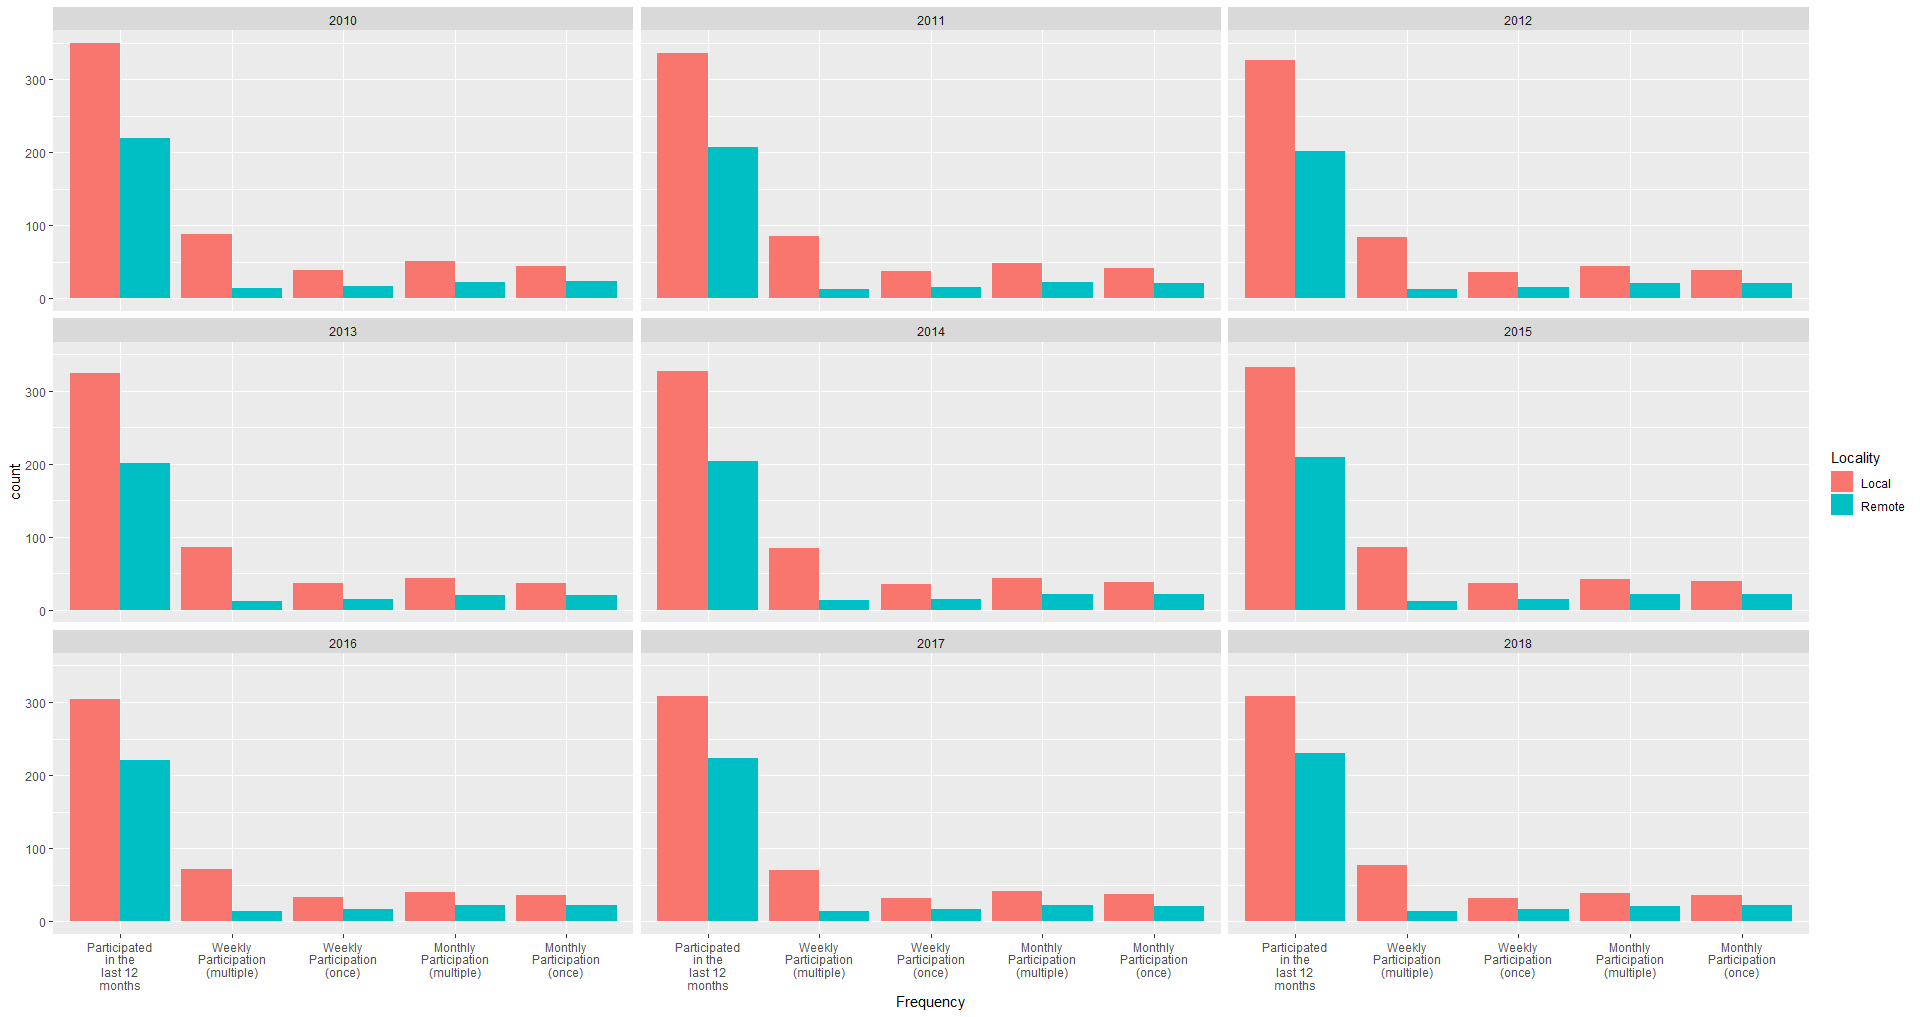 2010
2011
2012
300
200
100
0
2013
2014
2015
300
200
100
0
count
Locality
Local
Remote
2016
2017
2018
300
200
100
0
Participated
in the
last 12
months
Weekly
Participation
(multiple)
Weekly
Participation
(once)
Monthly
Participation
(multiple)
Monthly
Participation
(once)
Participated
in the
last 12
months
Weekly
Participation
(multiple)
Weekly
Participation
(once)
Monthly
Participation
(multiple)
Monthly
Participation
(once)
Participated
in the
last 12
months
Weekly
Participation
(multiple)
Weekly
Participation
(once)
Monthly
Participation
(multiple)
Monthly
Participation
(once)
Frequency